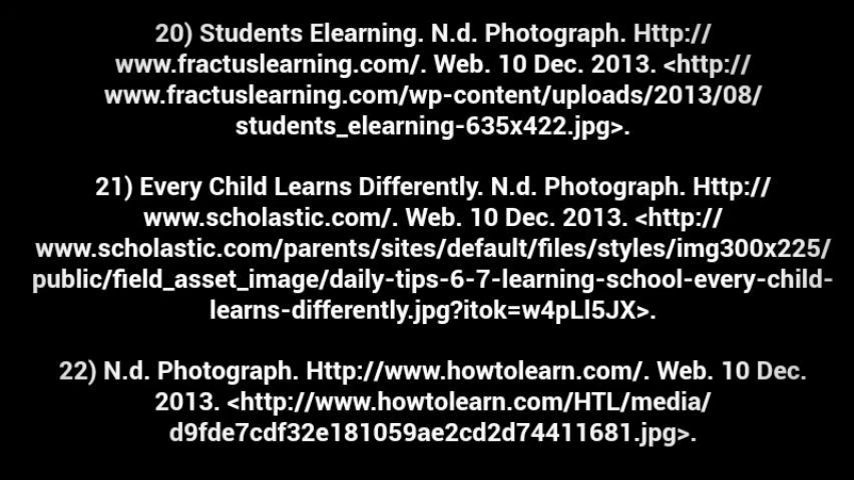 20) Students Elearning. N.d. Photograph. Http://
www.fractuslearning.com/. Web. 10 Dec. 2013. <http://
www.fractuslearning.com/wp-content/uploads/2013/08/
students_elearning-635x422.jpg>.
21) Every Child Learns Differently. N.d. Photograph. Http://
www.scholastic.com/. Web. 10 Dec. 2013. <http://
www.scholastic.com/parents/sites/default/files/styles/img300x225/
public/field_asset_image/daily-tips-6-7-learning-school-every-child-
learns-differently.jpg?itok=w4pLl5JX>.
22) N.d. Photograph. Http://www.howtolearn.com/. Web. 10 Dec.
2013. <http://www.howtolearn.com/HTL/media/
d9fde7cdf32e181059ae2cd2d74411681.jpg>.